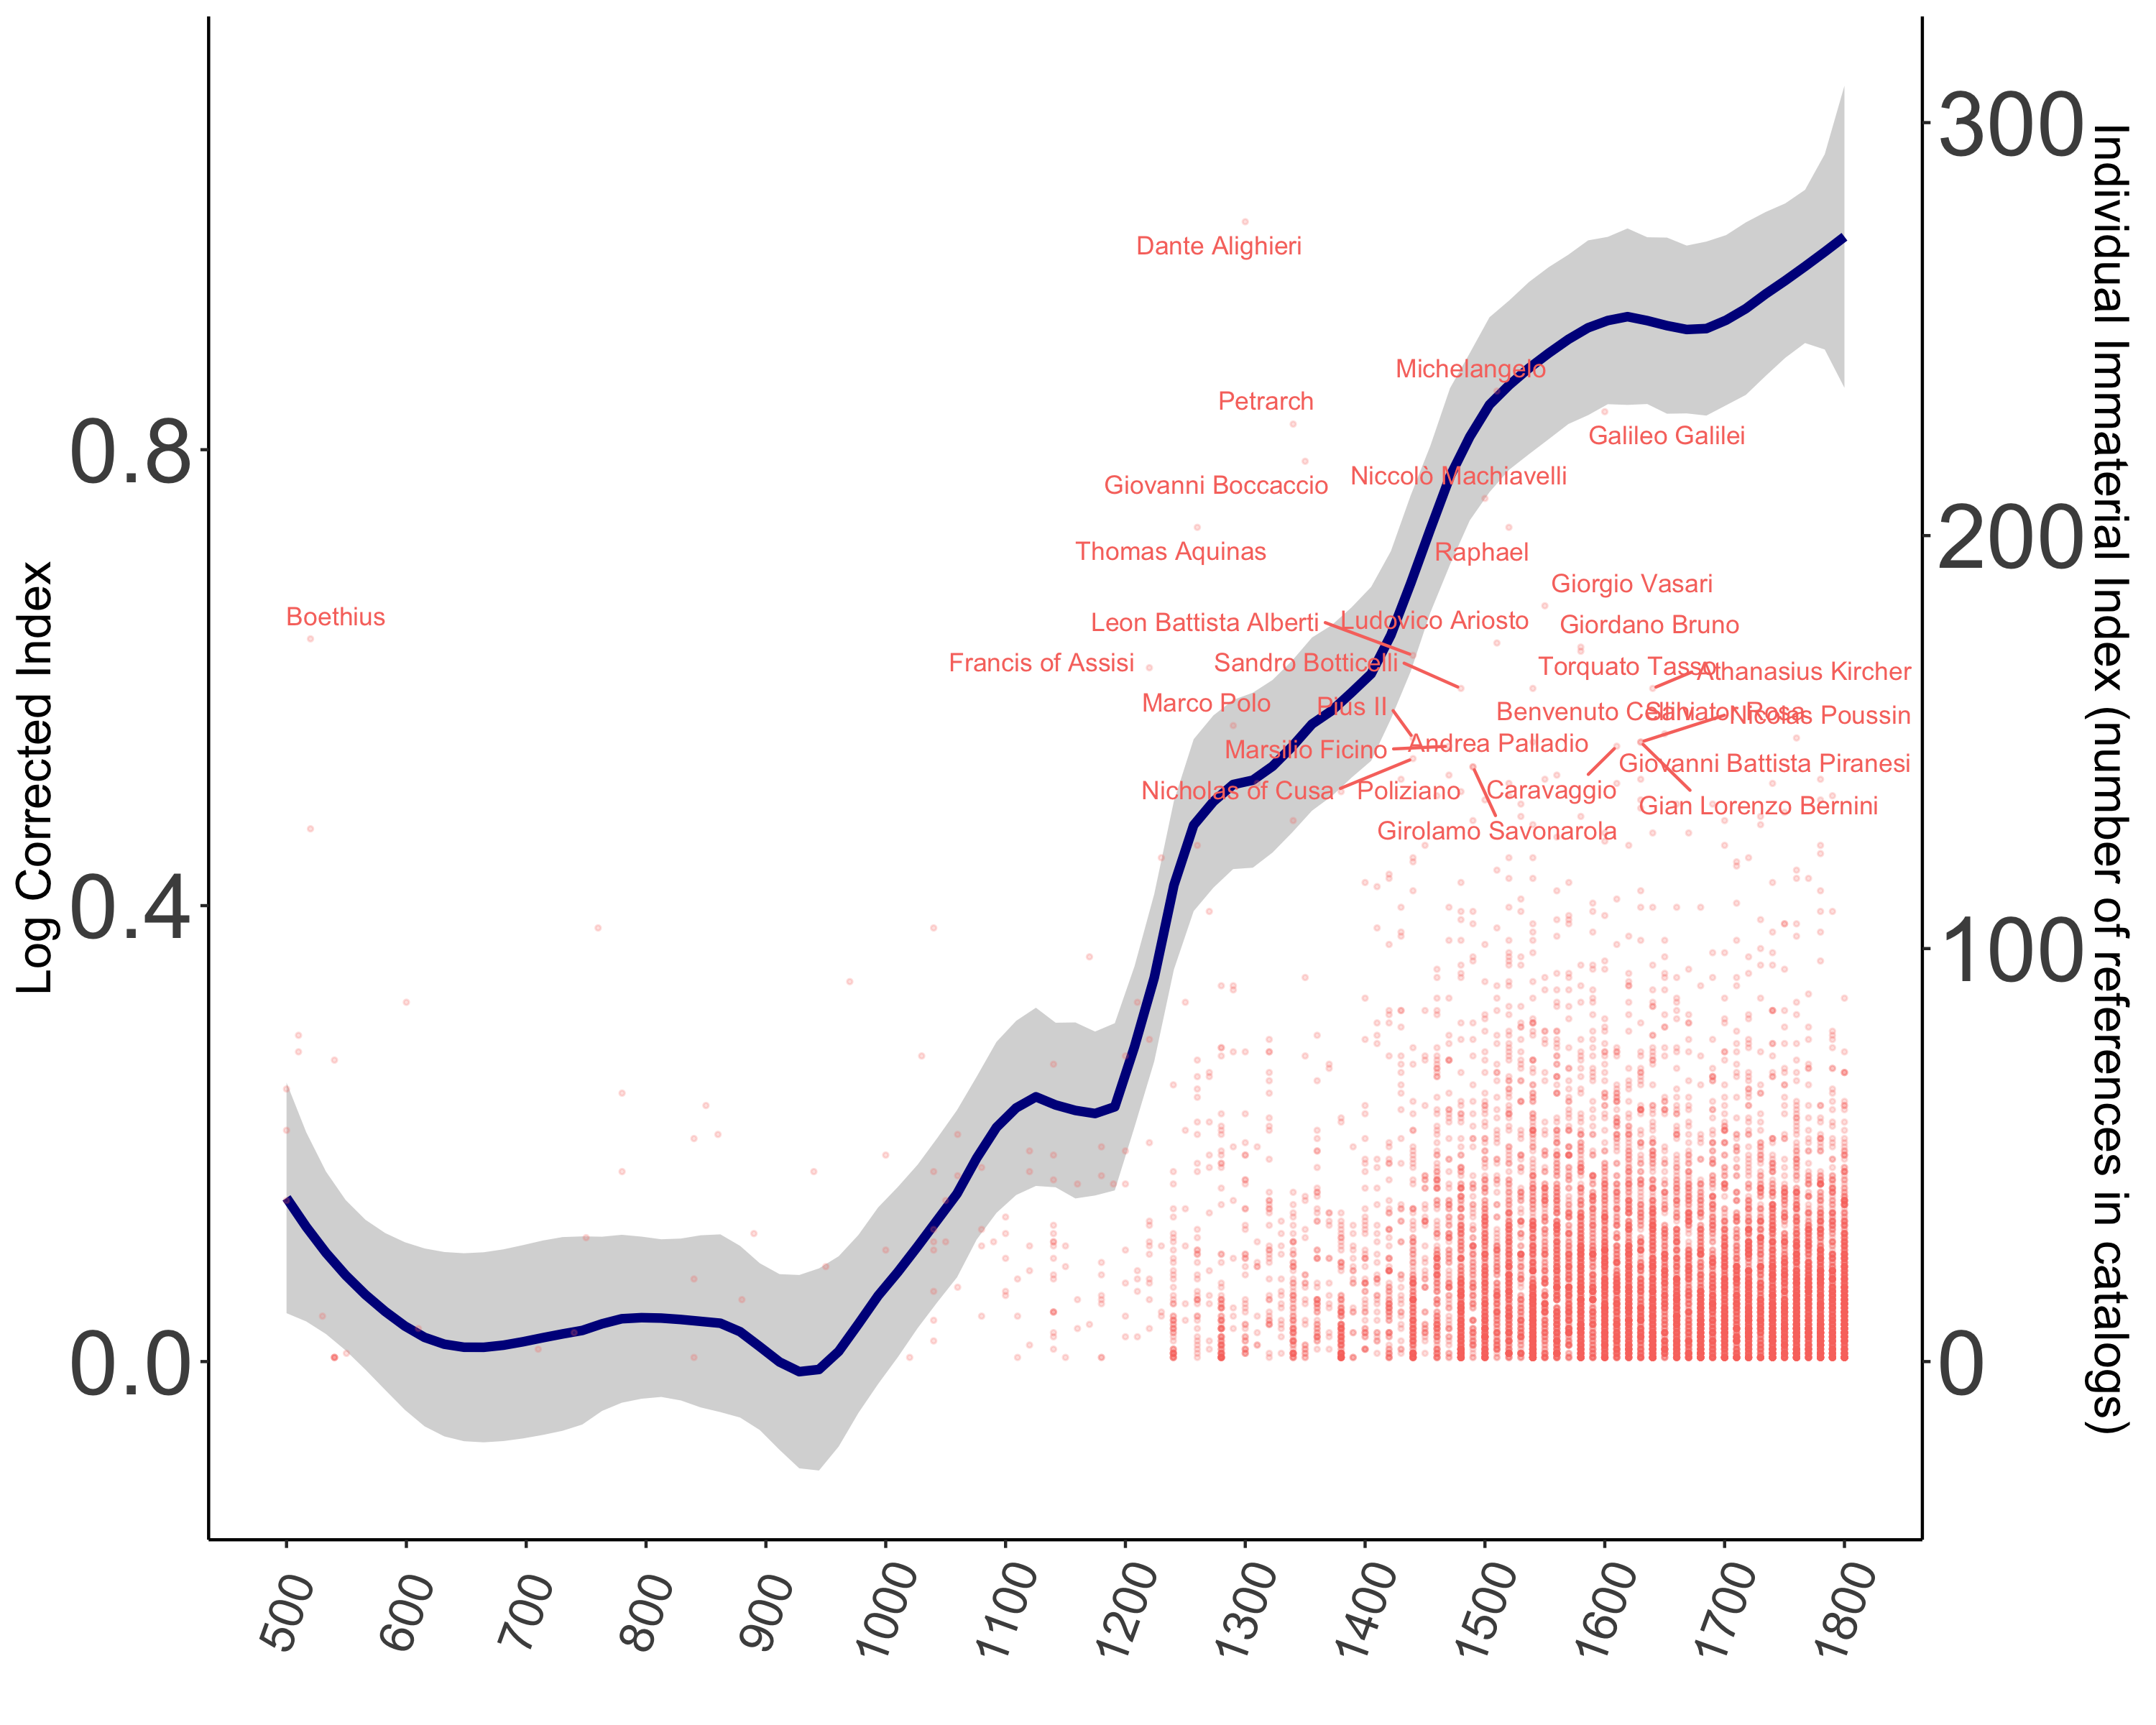 Log Corrected Index
0.8
0.4
0.0
Dante Alighieri
Michelangelo
Petrarch
Galileo Galilei
Niccolò Machiavelli
Giovanni Boccaccio
Thomas Aquinas
Raphael
Giorgio Vasari
Boethius
Leon Battista Alberti
Ludovico Ariosto
Giordano Bruno
Francis of Assisi
Sandro Botticelli
Torquato Tasso
Athanasius Kircher
Marco Polo
Pius II
Benvenuto Cellini
Salvator Rosa
Nicolas Poussin
Marsilio Ficino
Andrea Palladio
Giovanni Battista Piranesi
Nicholas of Cusa
Poliziano
Caravaggio
Gian Lorenzo Bernini
Girolamo Savonarola
300
200
100
0
Individual Immaterial Index (number of references in catalogs)
500
600
700
800
900
1000
1100
1200
1300
1400
1500
1600
1700
1800